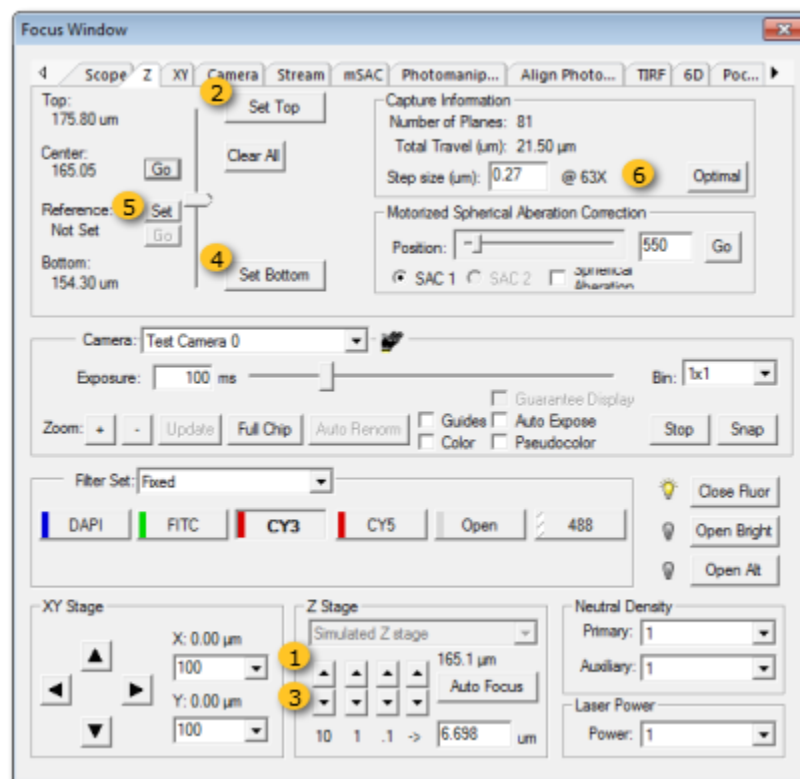 Focus Window
Scope Z XY Camera Stream mSAC Photomanip... Align Photo... TIRF 6D Poc...
Top:
175.80 um
2
Set Top
Center:
165.05
Go
Clear All
Reference:
5
Set
Not Set
Go
4
Bottom:
154.30 um
Set Bottom
Capture Information
Number of Planes: 81
Total Travel (um): 21.50 µm
Step size (um): 0.27 @ 63X 6 Optimal
Motorized Spherical Aberration Correction
Position: 550 Go
SAC 1 SAC 2 Spherical
Aberration
Camera: Test Camera 0
Exposure: 100 ms
Bin: 1x1
Guarantee Display
Zoom: + - Update Full Chip Auto Renorm Guides Auto Expose Stop Snap
Color Pseudocolor
Filter Set: Fixed
DAPI FITC CY3 CY5 Open 488
Close Fluor
Open Bright
Open Alt
XY Stage
X: 0.00 µm
100
Y: 0.00 µm
100
Z Stage
Simulated Z stage
1
165.1 µm
3
Auto Focus
10 1 .1 -> 6.698 um
Neutral Density
Primary: 1
Auxiliary: 1
Laser Power
Power: 1